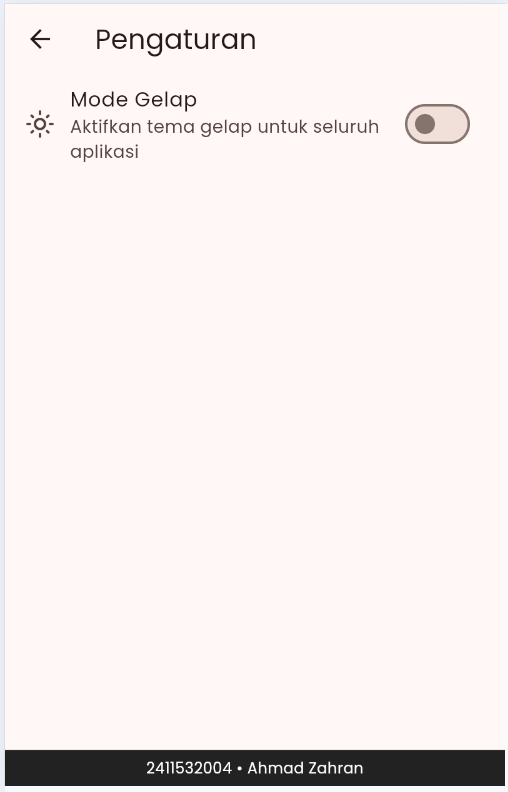 Pengaturan
Mode Gelap
Aktifkan tema gelap untuk seluruh
aplikasi
2411532004 • Ahmad Zahran